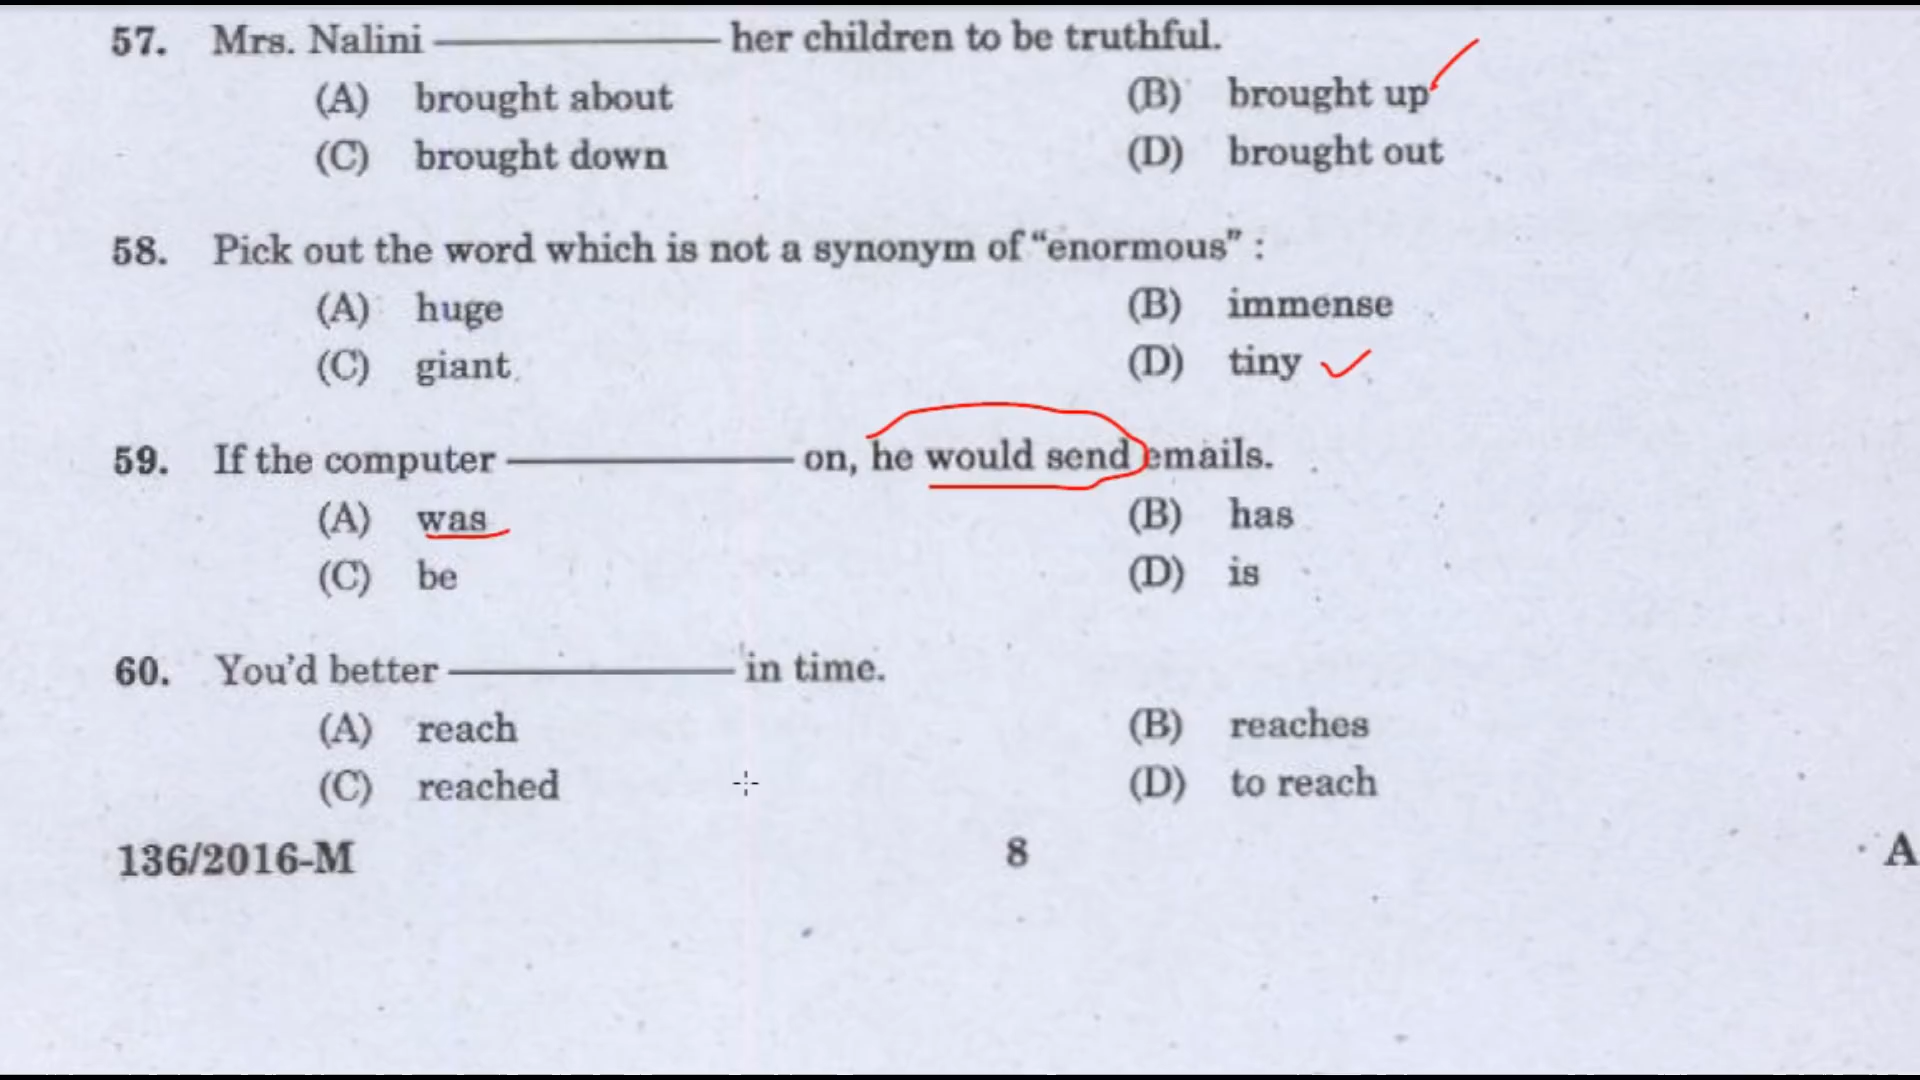 57. Mrs. Nalini ———— her children to be truthful.
(A) brought about (B) brought up
(C) brought down (D) brought out
58. Pick out the word which is not a synonym of “enormous” :
(A) huge (B) immense
(C) giant (D) tiny
59. If the computer ———— on, he would send emails.
(A) was (B) has
(C) be (D) is
60. You’d better ———— in time.
(A) reach (B) reaches
(C) reached (D) to reach
136/2016-M 8 A